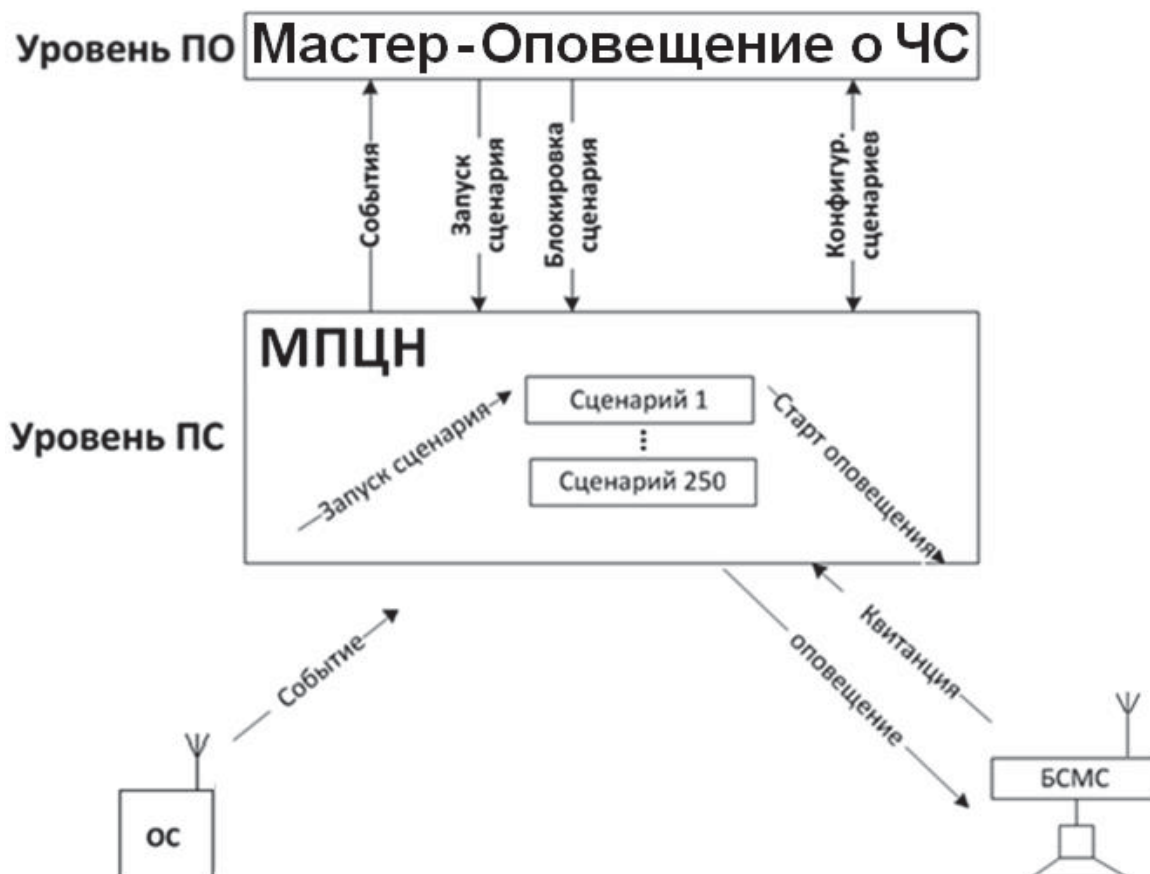 Уровень ПО
Мастер-Оповещение о ЧС
События
Запуск
сценария
Блокировка
сценария
Конфигур.
сценариев
МПЦН
Уровень ПС
Запуск сценария
Сценарий 1
Сценарий 250
Старт оповещения
Событие
оповещение
Квитанция
ОС
БСМС